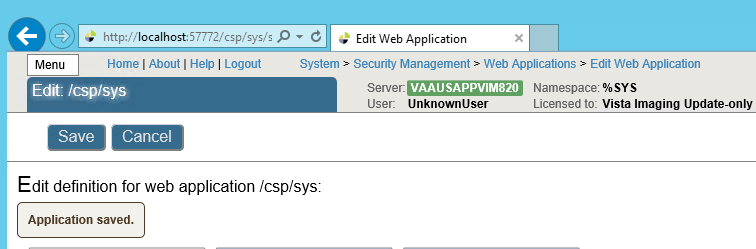 http://localhost:57772/csp/sys/s
Edit Web Application
Menu Home | About | Help | Logout System > Security Management > Web Applications > Edit Web Application
Edit: /csp/sys Server: VAAUSAPPVIM820 Namespace: %SYS
User: UnknownUser Licensed to: Vista Imaging Update-only
Save Cancel
Edit definition for web application /csp/sys:
Application saved.